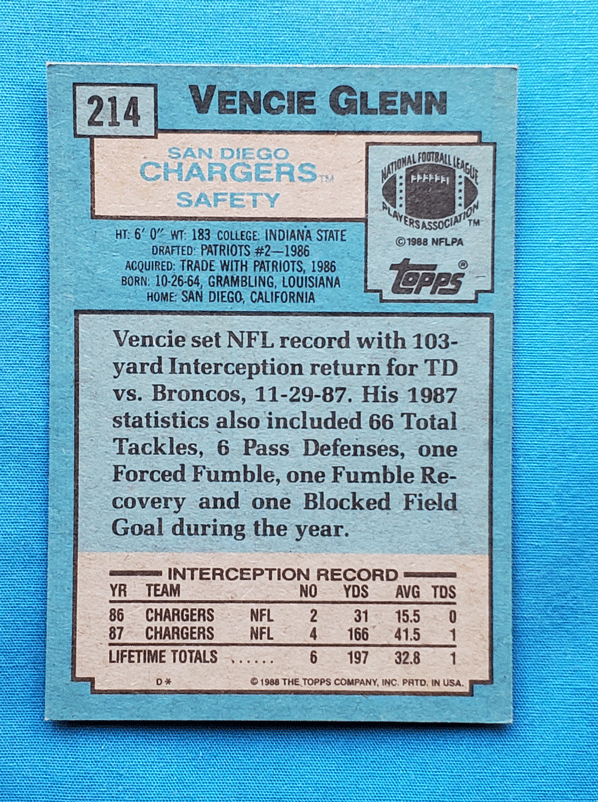 214
VENCIE GLENN
SAN DIEGO
CHARGERS™
SAFETY
NATIONAL FOOTBALL LEAGUE
PLAYERS ASSOCIATION™
©1988 NFLPA
TOPPS®
HT: 6' 0" WT: 183 COLLEGE: INDIANA STATE
DRAFTED: PATRIOTS #2—1986
ACQUIRED: TRADE WITH PATRIOTS, 1986
BORN: 10-26-64, GRAMBLING, LOUISIANA
HOME: SAN DIEGO, CALIFORNIA
Vencie set NFL record with 103-
yard Interception return for TD
vs. Broncos, 11-29-87. His 1987
statistics also included 66 Total
Tackles, 6 Pass Defenses, one
Forced Fumble, one Fumble Re-
covery and one Blocked Field
Goal during the year.
INTERCEPTION RECORD
YR TEAM NO YDS AVG TDS
86 CHARGERS NFL 2 31 15.5 0
87 CHARGERS NFL 4 166 41.5 1
LIFETIME TOTALS ...... 6 197 32.8 1
D* ©1988 THE TOPPS COMPANY, INC. PRTD. IN USA.